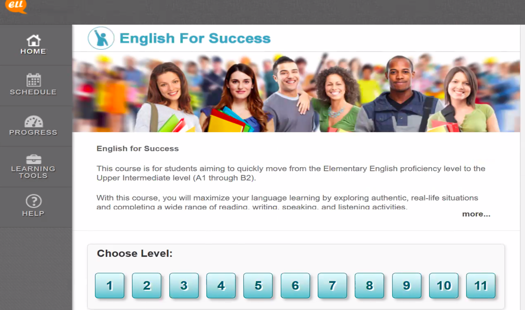 ell
English For Success
HOME
SCHEDULE
PROGRESS
LEARNING
TOOLS
HELP
English for Success
This course is for students aiming to quickly move from the Elementary English proficiency level to the
Upper Intermediate level (A1 through B2).
With this course, you will maximize your language learning by exploring authentic, real-life situations
and completing a wide range of reading, writing, speaking, and listening activities.
more...
Choose Level:
1 2 3 4 5 6 7 8 9 10 11